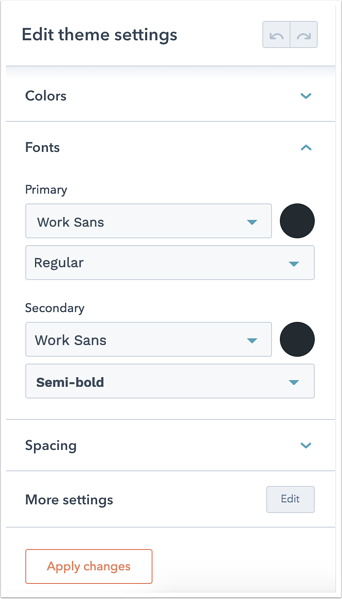 Edit theme settings
Colors
Fonts
Primary
Work Sans
Regular
Secondary
Work Sans
Semi-bold
Spacing
More settings
Edit
Apply changes